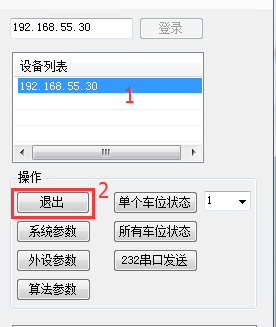 192.168.55.30 登录
设备列表
192.168.55.30
1
操作
2
退出 单个车位状态 1
系统参数 所有车位状态
外设参数 232串口发送
算法参数